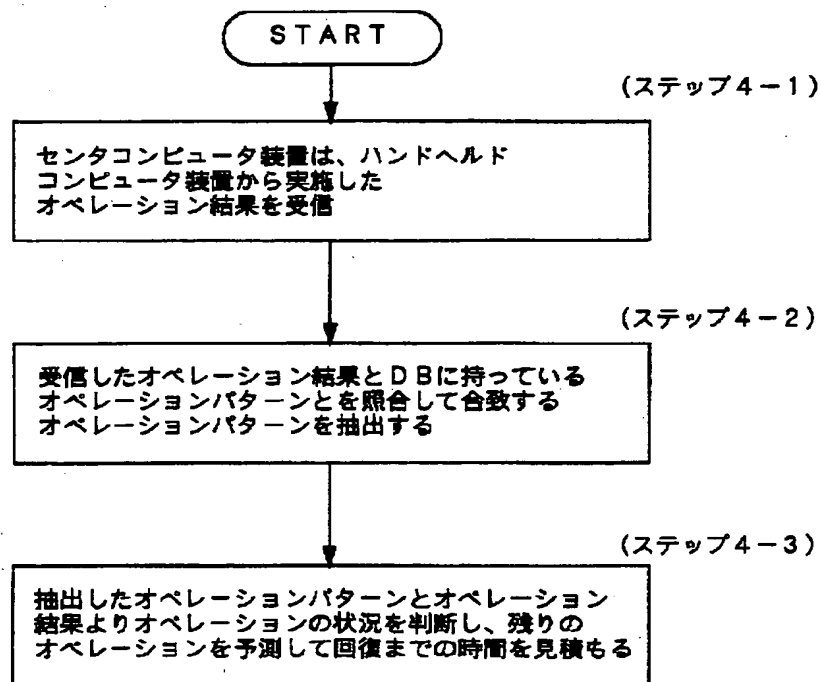 START
(ステップ4-1)
センタコンピュータ装置は、ハンドヘルド
コンピュータ装置から実施した
オペレーション結果を受信
(ステップ4-2)
受信したオペレーション結果とDBに持っている
オペレーションパターンとを照合して合致する
オペレーションパターンを抽出する
(ステップ4-3)
抽出したオペレーションパターンとオペレーション
結果よりオペレーションの状況を判断し、残りの
オペレーションを予測して回復までの時間を見積もる